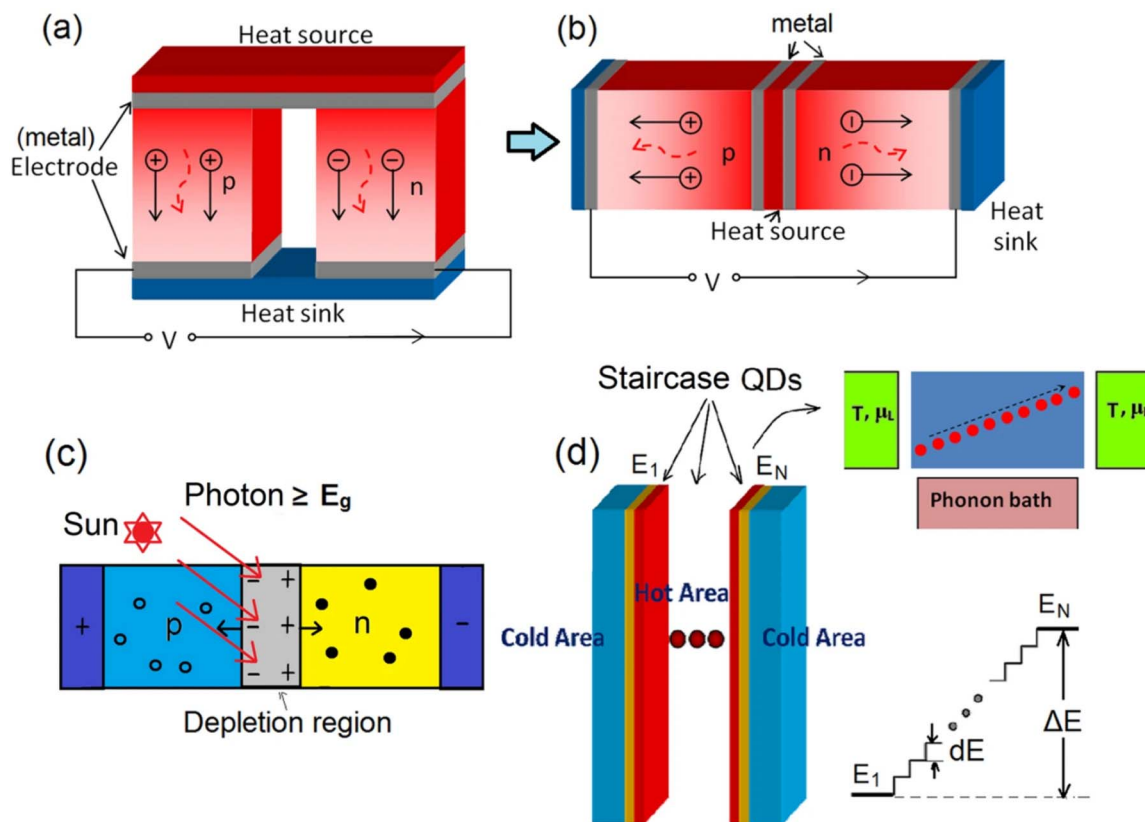 (a)
Heat source
(metal)
Electrode
+ + p
− − n
Heat sink
V
(b)
metal
+ p n −
+ −
Heat source
Heat sink
V
(c)
Photon ≥ Eg
Sun
− +
+ p − + n −
− +
Depletion region
Staircase QDs
(d)
E1
EN
T, μL
T, μ
Phonon bath
Hot Area
Cold Area
Cold Area
EN
ΔE
dE
E1